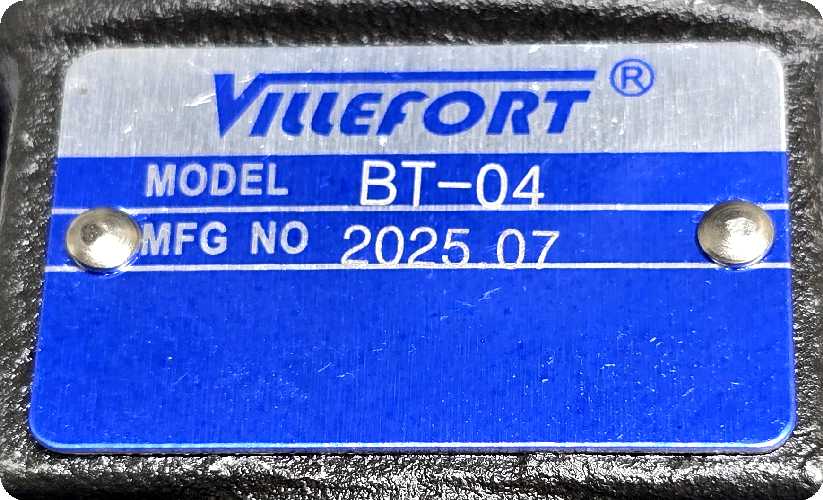 VILLEFORT ®
MODEL BT-04
MFG NO 2025.07